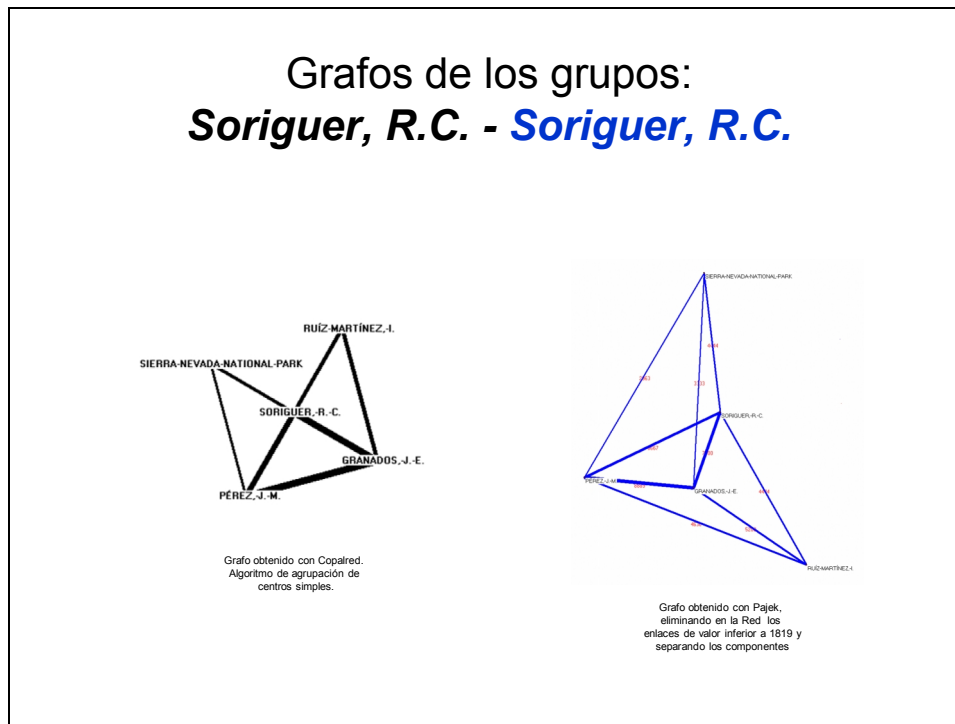 Grafos de los grupos:
Soriguer, R.C. - Soriguer, R.C.
RUÍZ-MARTÍNEZ,-I.
SIERRA-NEVADA-NATIONAL-PARK
SORIGUER,-R.-C.
GRANADOS,-J.-E.
PÉREZ,-J.-M.
Grafo obtenido con Copalred.
Algoritmo de agrupación de
centros simples.
SIERRA-NEVADA-NATIONAL-PARK
SORIGUER,-R.-C
PÉREZ,-J.-M.
GRANADOS,-J.-E.
RUÍZ-MARTÍNEZ,-I.
Grafo obtenido con Pajek,
eliminando en la Red los
enlaces de valor inferior a 1819 y
separando los componentes